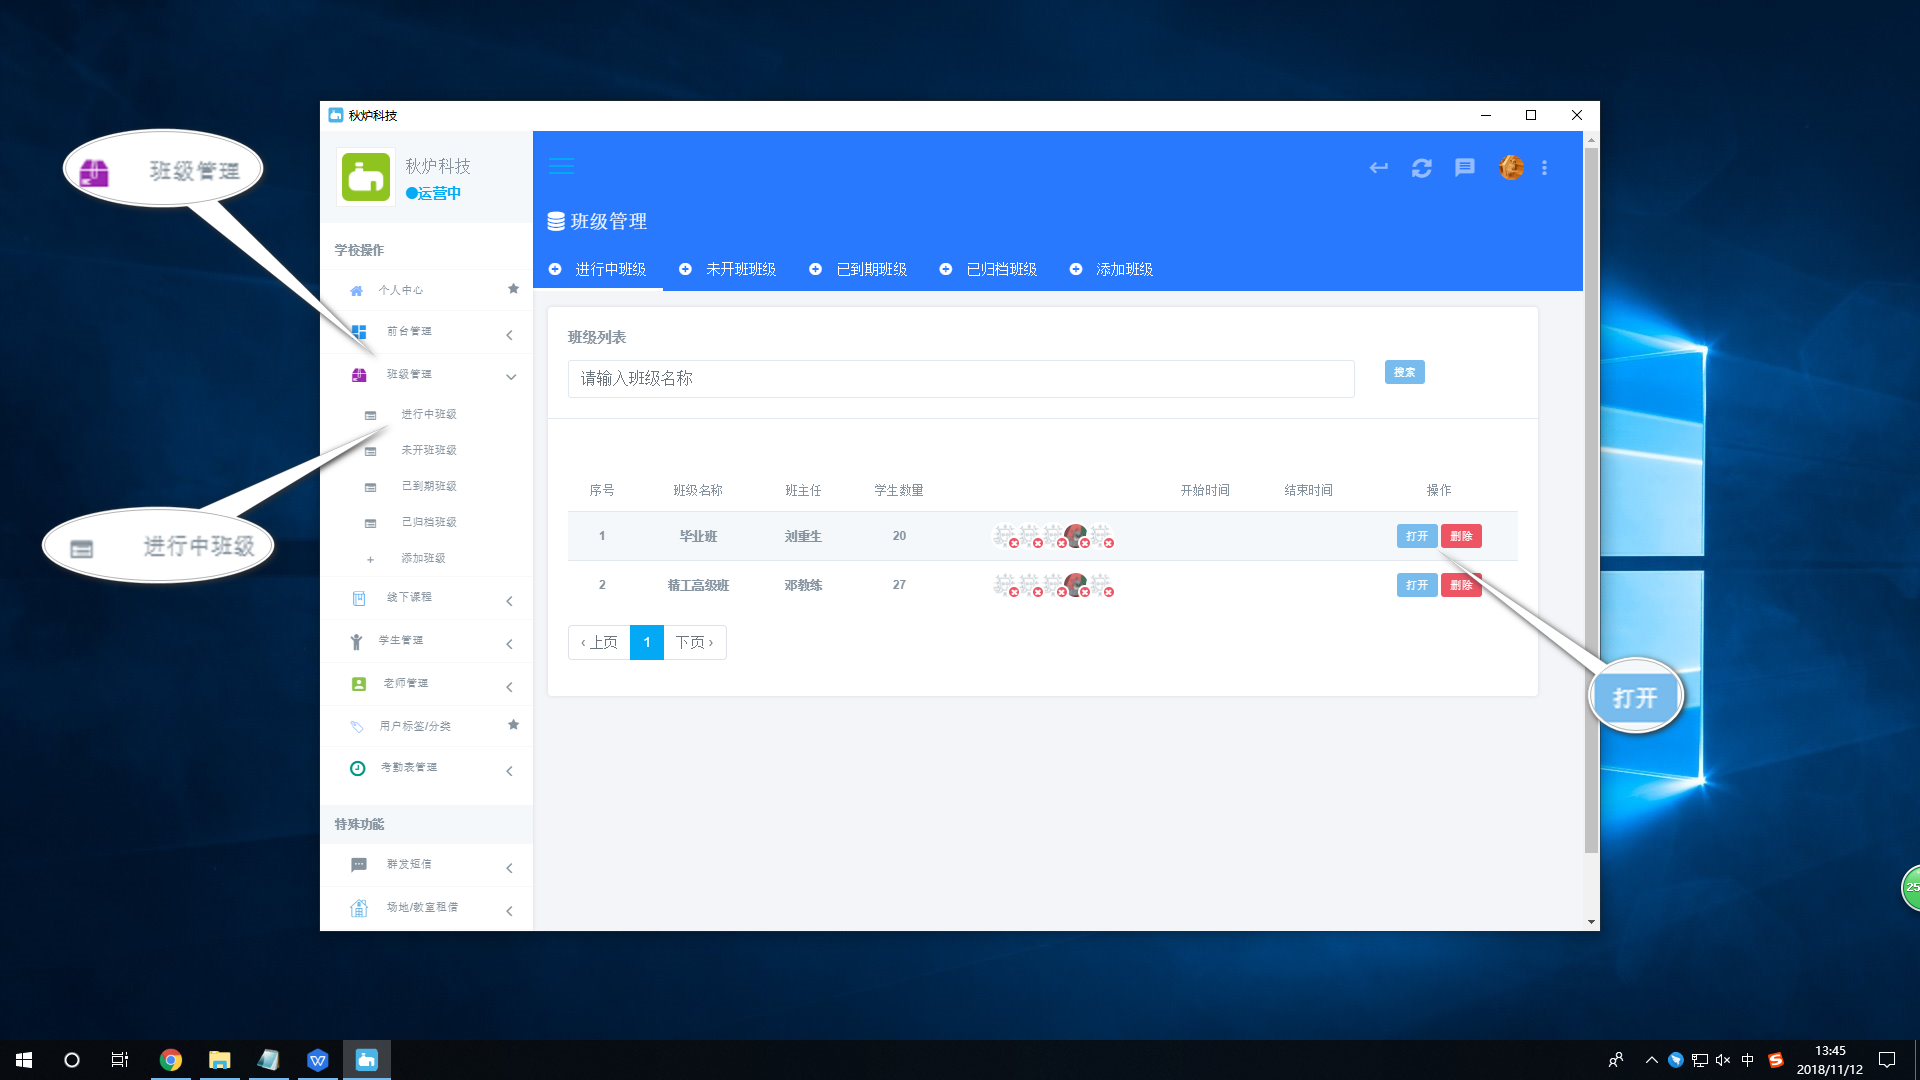 秋炉科技
秋炉科技
运营中
学校操作
个人中心
前台管理
班级管理
进行中班级
未开班班级
已到期班级
已归档班级
添加班级
线下课程
学生管理
老师管理
用户标签/分类
考勤表管理
特殊功能
群发短信
场地/教室租借
班级管理
进行中班级
班级管理
进行中班级 未开班班级 已到期班级 已归档班级 添加班级
班级列表
请输入班级名称 搜索
序号 班级名称 班主任 学生数量 开始时间 结束时间 操作
1 毕业班 刘重生 20 打开 删除
2 精工高级班 邓教练 27 打开 删除
‹ 上页 1 下页 ›
打开
25
中
13:45
2018/11/12